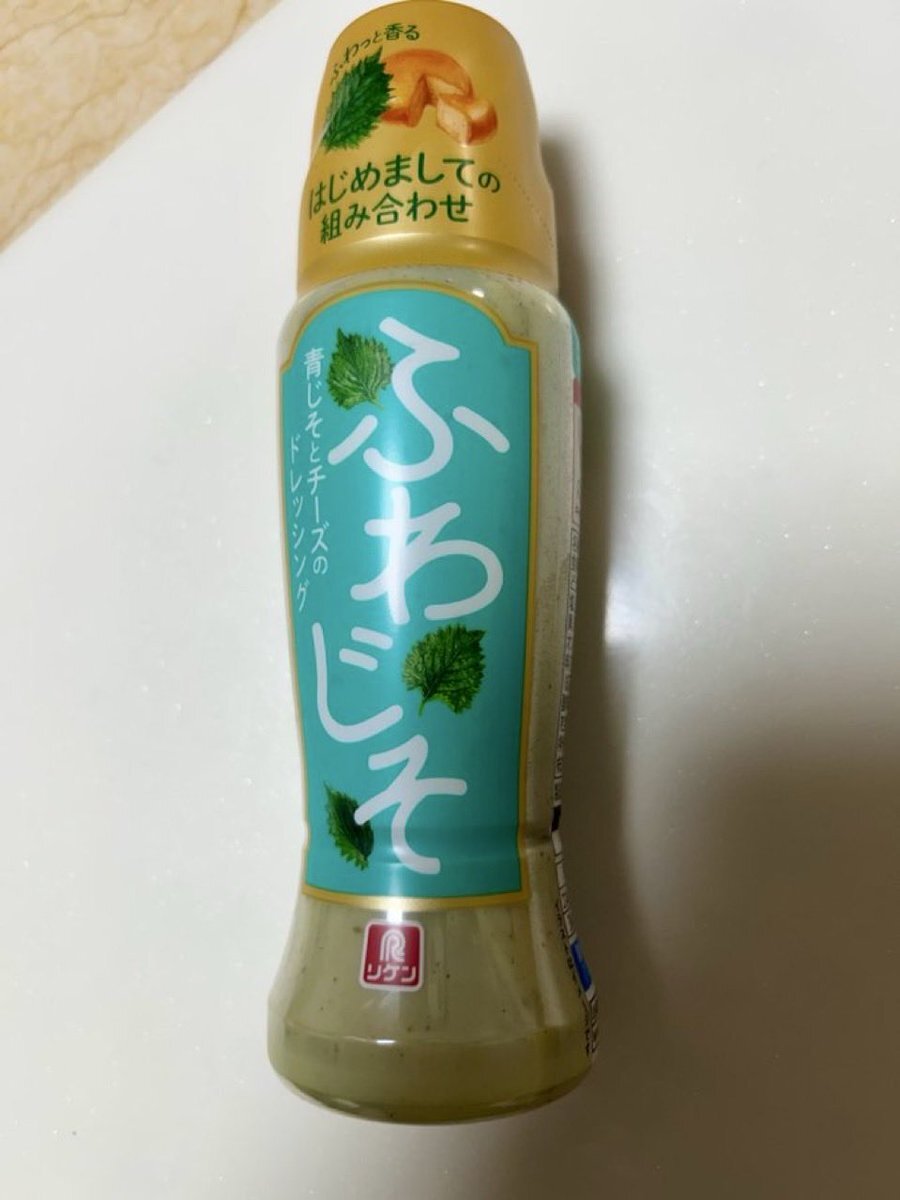 ふわっと香る
はじめましての
組み合わせ
ふわじそ
青じそとチーズの
ドレッシング
R
リケン